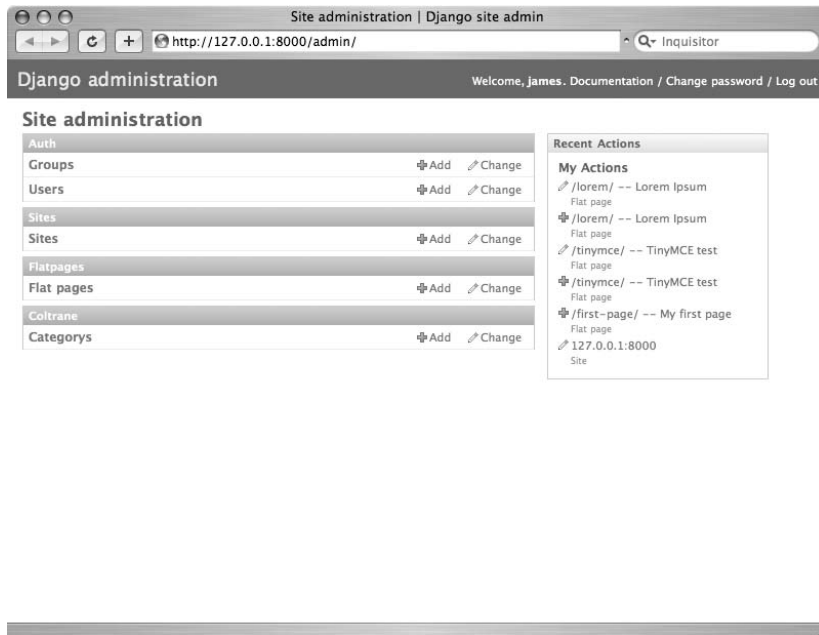 Site administration | Django site admin
http://127.0.0.1:8000/admin/
Inquisitor
Django administration
Welcome, james. Documentation / Change password / Log out
Site administration
Auth
Groups Add Change
Users Add Change
Sites
Sites Add Change
Flatpages
Flat pages Add Change
Coltrane
Categorys Add Change
Recent Actions
My Actions
/lorem/ -- Lorem Ipsum
Flat page
/lorem/ -- Lorem Ipsum
Flat page
/tinymce/ -- TinyMCE test
Flat page
/tinymce/ -- TinyMCE test
Flat page
/first-page/ -- My first page
Flat page
127.0.0.1:8000
Site